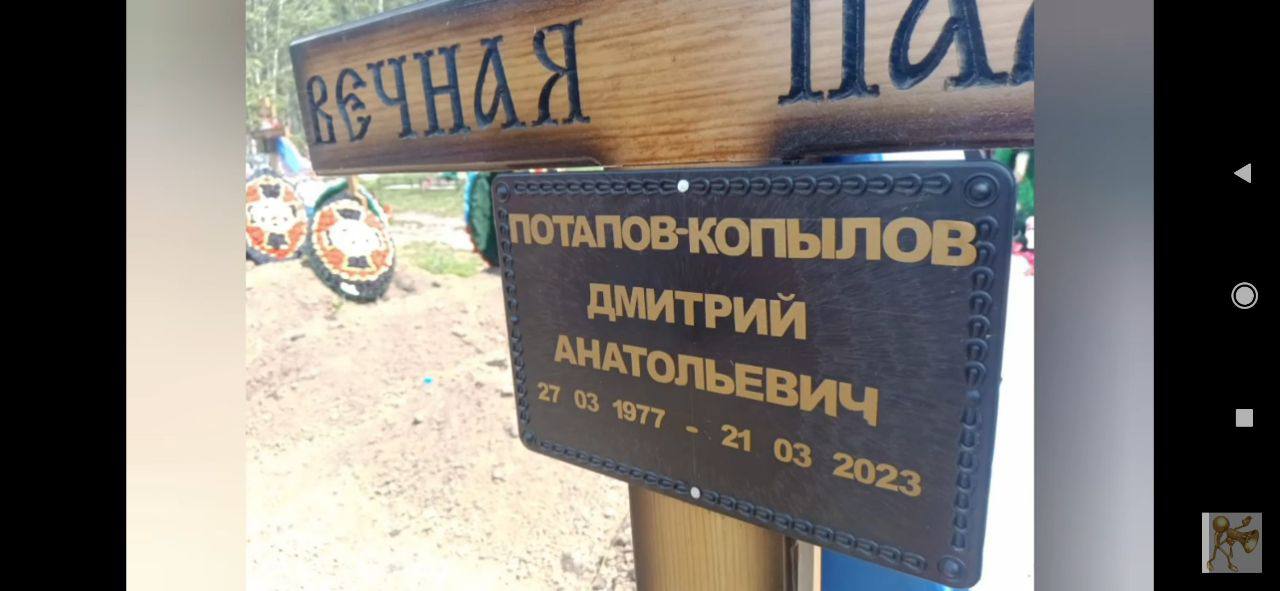 ВЕЧНАЯ
ПОТАПОВ-КОПЫЛОВ
ДМИТРИЙ
АНАТОЛЬЕВИЧ
27 03 1977 - 21 03 2023